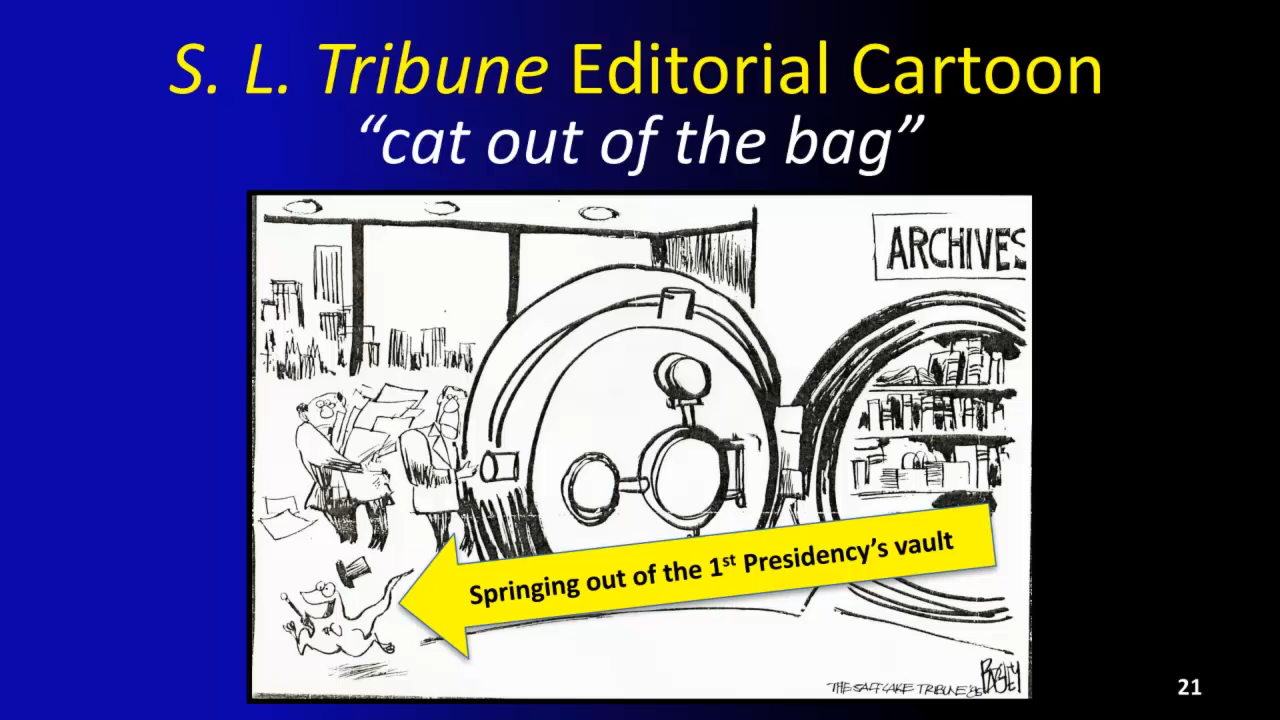 S. L. Tribune Editorial Cartoon
“cat out of the bag”
ARCHIVES
Springing out of the 1st Presidency’s vault
THE SALT LAKE TRIBUNE
BAGLEY
21